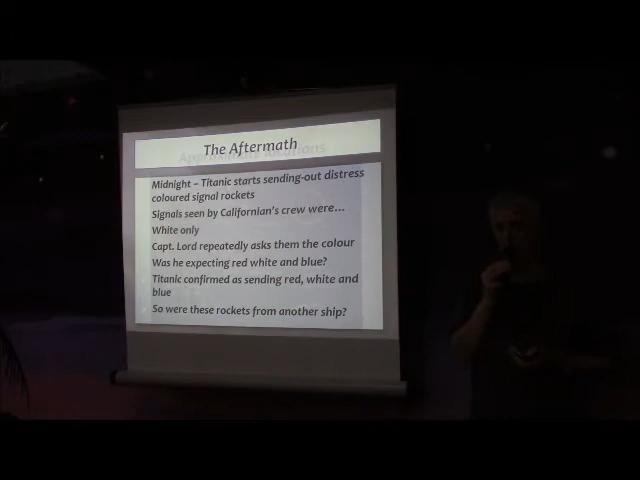 The Aftermath
Approximate locations
Midnight – Titanic starts sending-out distress
coloured signal rockets
Signals seen by Californian's crew were...
White only
Capt. Lord repeatedly asks them the colour
Was he expecting red white and blue?
Titanic confirmed as sending red, white and
blue
So were these rockets from another ship?